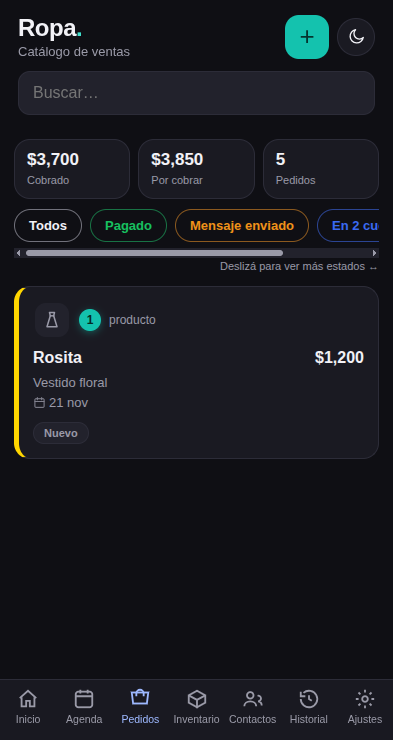 Ropa.
Catálogo de ventas
Buscar…
$3,700
Cobrado
$3,850
Por cobrar
5
Pedidos
Todos
Pagado
Mensaje enviado
En 2 cu
Deslizá para ver más estados ↔
1 producto
Rosita $1,200
Vestido floral
21 nov
Nuevo
Inicio Agenda Pedidos Inventario Contactos Historial Ajustes